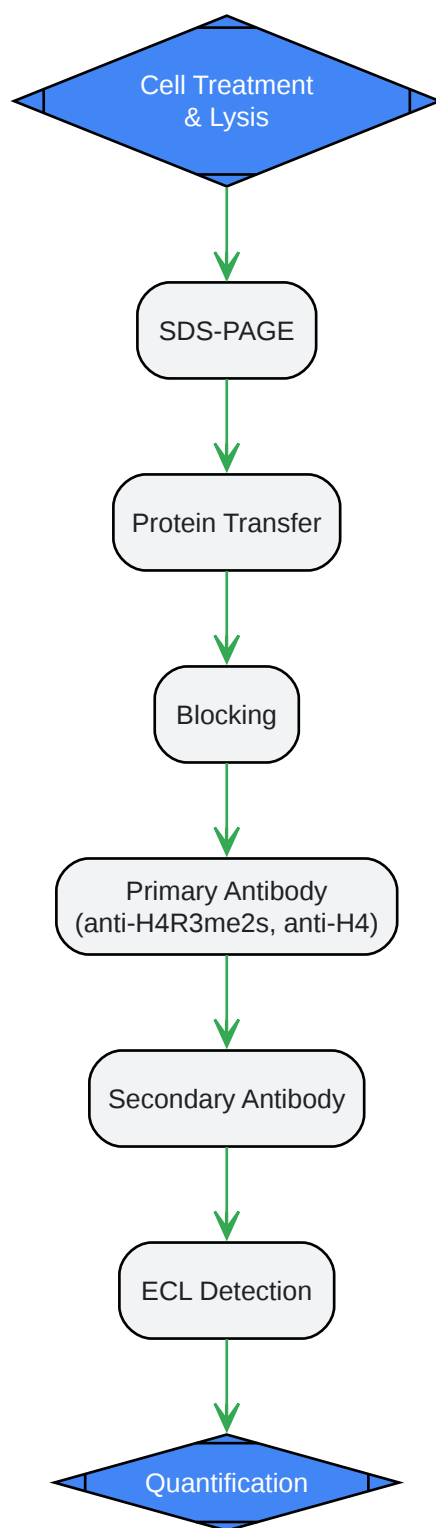 Cell Treatment
& Lysis
SDS-PAGE
Protein Transfer
Blocking
Primary Antibody
(anti-H4R3me2s, anti-H4)
Secondary Antibody
ECL Detection
Quantification